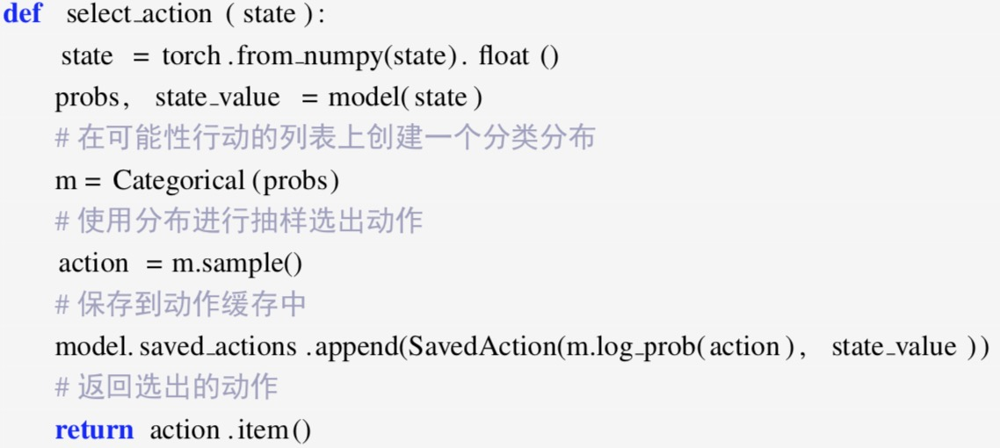 def select_action ( state ):
state = torch .from_numpy(state). float ()
probs, state_value = model( state )
# 在可能性行动的列表上创建一个分类分布
m = Categorical (probs)
# 使用分布进行抽样选出动作
action = m.sample()
# 保存到动作缓存中
model. saved_actions .append(SavedAction(m.log_prob( action ), state_value ))
# 返回选出的动作
return action .item()